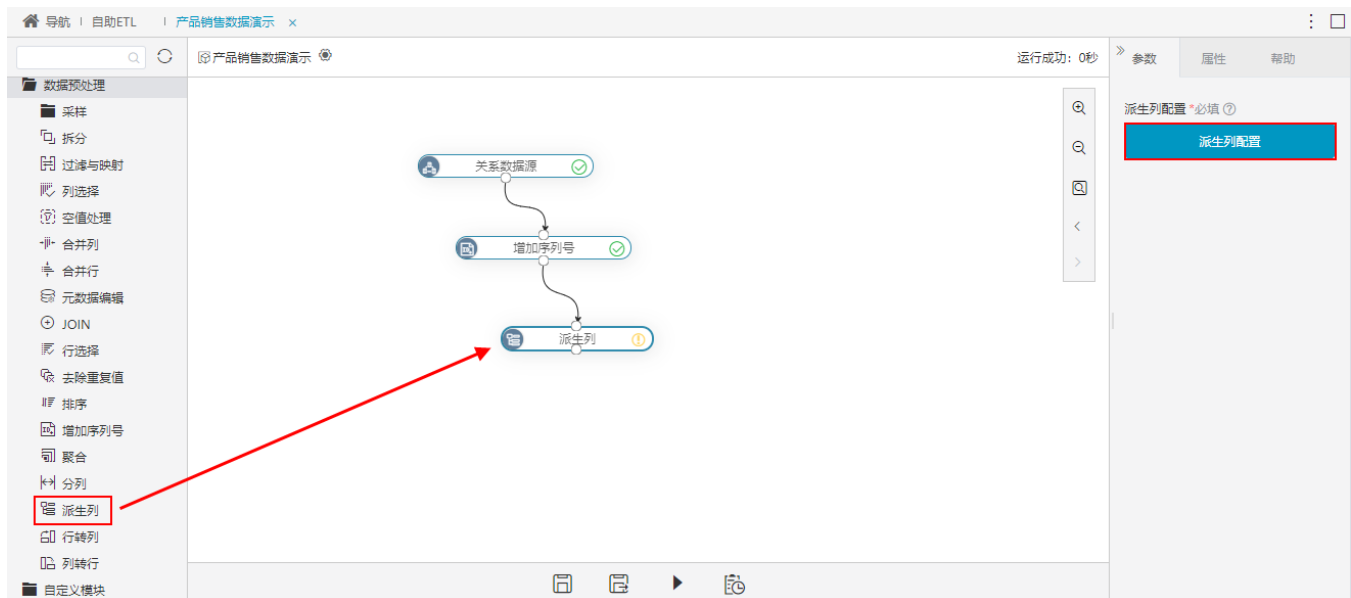 导航 | 自助ETL | 产品销售数据演示 ×
产品销售数据演示
运行成功：0秒
参数 属性 帮助
数据预处理
采样
拆分
过滤与映射
列选择
空值处理
合并列
合并行
元数据编辑
JOIN
行选择
去除重复值
排序
增加序列号
聚合
分列
派生列
行转列
列转行
自定义模块
关系数据源
增加序列号
派生列
派生列配置 *必填
派生列配置